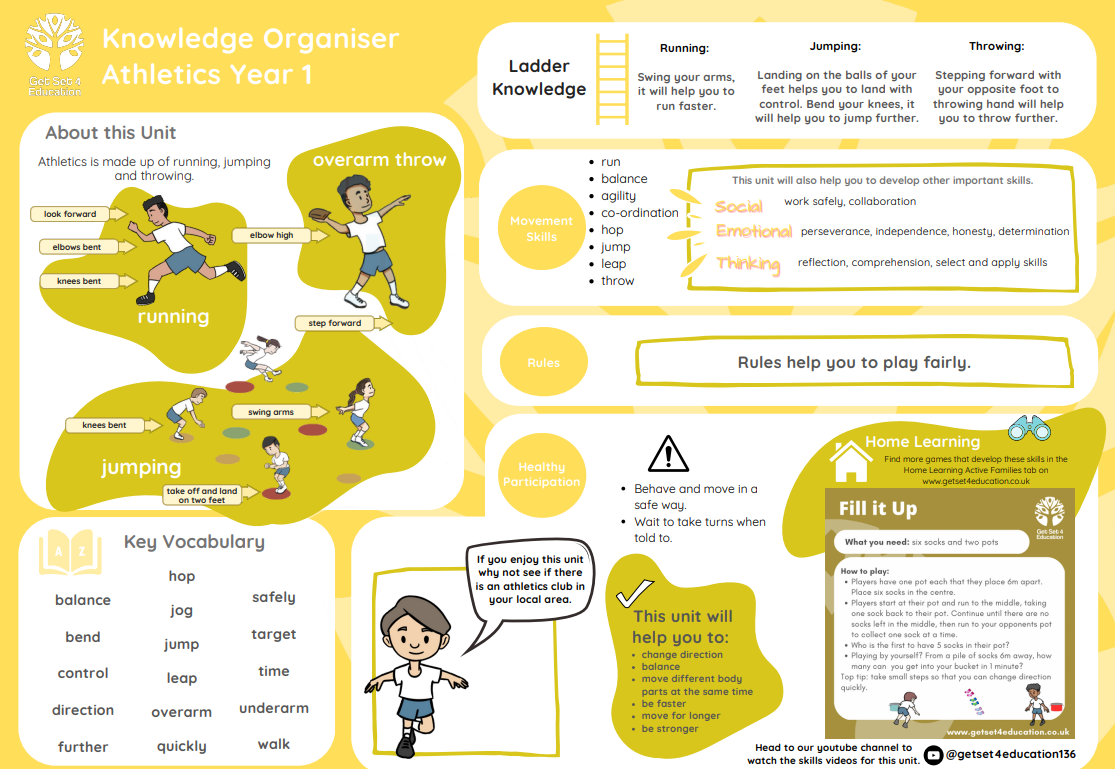 Get Set 4
Education
Knowledge Organiser
Athletics Year 1
About this Unit
Athletics is made up of running, jumping
and throwing.
look forward
elbows bent
knees bent
running
overarm throw
elbow high
step forward
knees bent
swing arms
jumping
take off and land
on two feet
Ladder
Knowledge
Running:
Swing your arms,
it will help you to
run faster.
Jumping:
Landing on the balls of your
feet helps you to land with
control. Bend your knees, it
will help you to jump further.
Throwing:
Stepping forward with
your opposite foot to
throwing hand will help
you to throw further.
Movement
Skills
• run
• balance
• agility
• co-ordination
• hop
• jump
• leap
• throw
This unit will also help you to develop other important skills.
Social work safely, collaboration
Emotional perseverance, independence, honesty, determination
Thinking reflection, comprehension, select and apply skills
Rules
Rules help you to play fairly.
Healthy
Participation
• Behave and move in a
safe way.
• Wait to take turns when
told to.
Home Learning
Find more games that develop these skills in the
Home Learning Active Families tab on
www.getset4education.co.uk
Fill it Up
Get Set 4
Education
What you need: six socks and two pots
How to play:
• Players have one pot each that they place 6m apart.
Place six socks in the centre.
• Players start at their pot and run to the middle, taking
one sock back to their pot. Continue until there are no
socks left in the middle, then run to your opponents pot
to collect one sock at a time.
• Who is the first to have 5 socks in their pot?
• Playing by yourself? From a pile of socks 6m away, how
many can you get into your bucket in 1 minute?
Top tip: take small steps so that you can change direction
quickly.
www.getset4education.co.uk
A Z
Key Vocabulary
balance
bend
control
direction
further
hop
jog
jump
leap
overarm
quickly
safely
target
time
underarm
walk
If you enjoy this unit
why not see if there
is an athletics club in
your local area.
This unit will
help you to:
• change direction
• balance
• move different body
parts at the same time
• be faster
• move for longer
• be stronger
Head to our youtube channel to
watch the skills videos for this unit.
@getset4education136